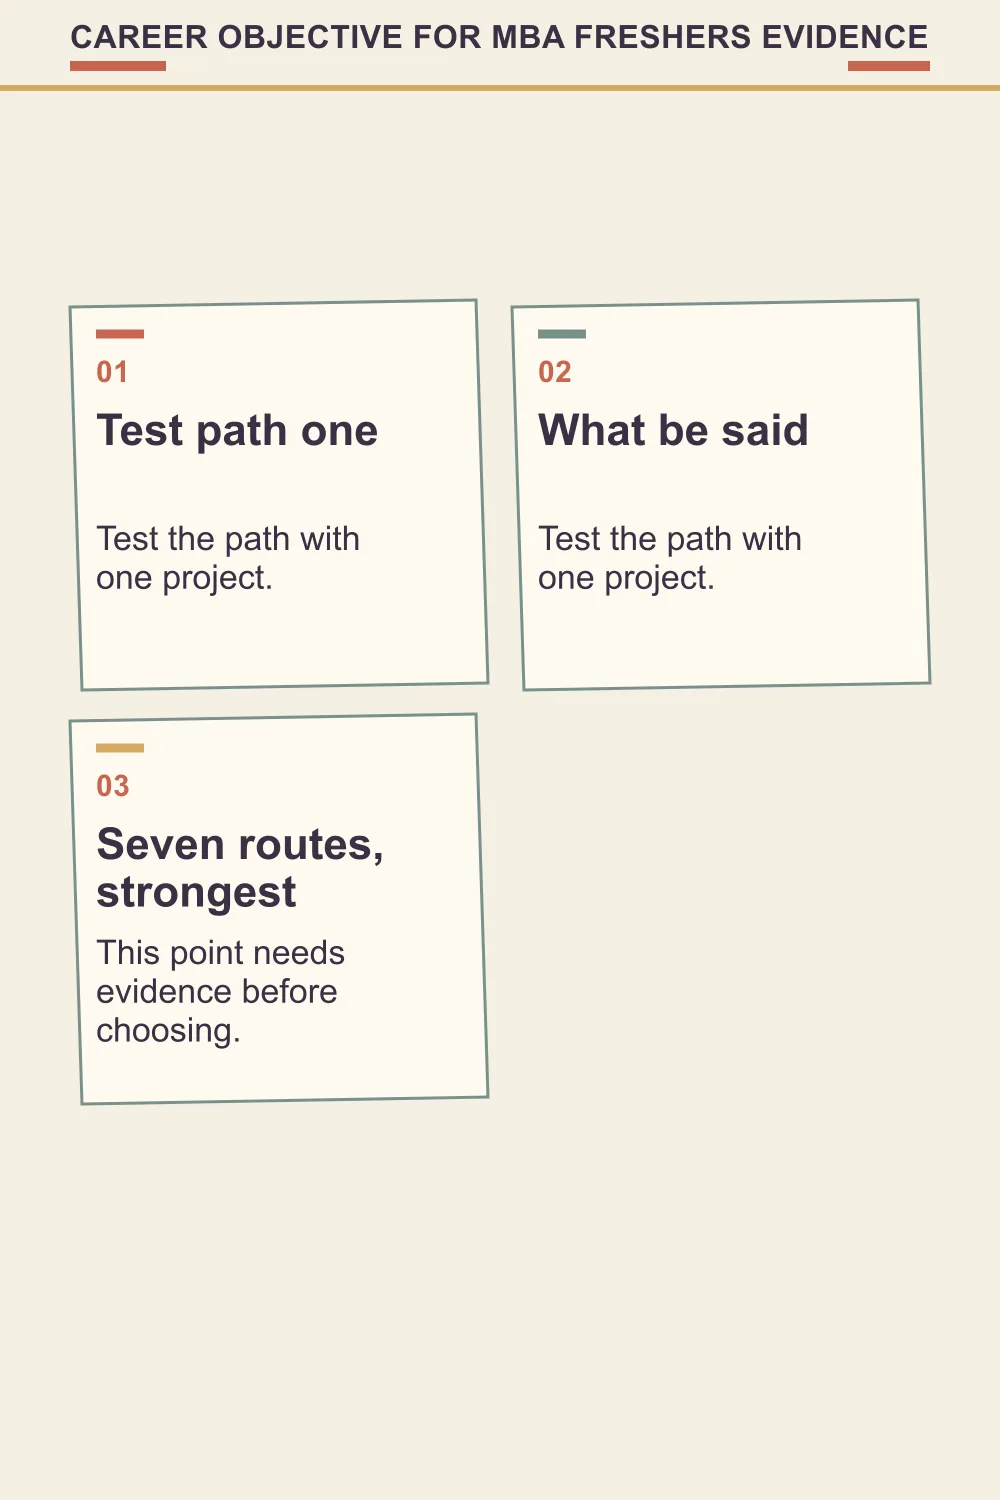 CAREER OBJECTIVE FOR MBA FRESHERS EVIDENCE
01
Test path one
Test the path with
one project.
02
What be said
Test the path with
one project.
03
Seven routes,
strongest
This point needs
evidence before
choosing.